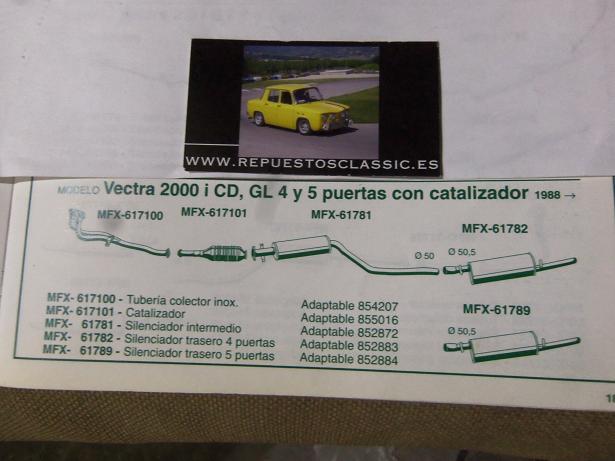 WWW.REPUESTOSCLASSIC.ES
MODELO Vectra 2000 i CD, GL 4 y 5 puertas con catalizador 1988 →
MFX-617100 MFX-617101 MFX-61781 MFX-61782
Ø 50 Ø 50,5
MFX-61789
Ø 50,5
MFX- 617100 - Tubería colector inox. Adaptable 854207
MFX- 617101 - Catalizador Adaptable 855016
MFX- 61781 - Silenciador intermedio Adaptable 852872
MFX- 61782 - Silenciador trasero 4 puertas Adaptable 852883
MFX- 61789 - Silenciador trasero 5 puertas Adaptable 852884